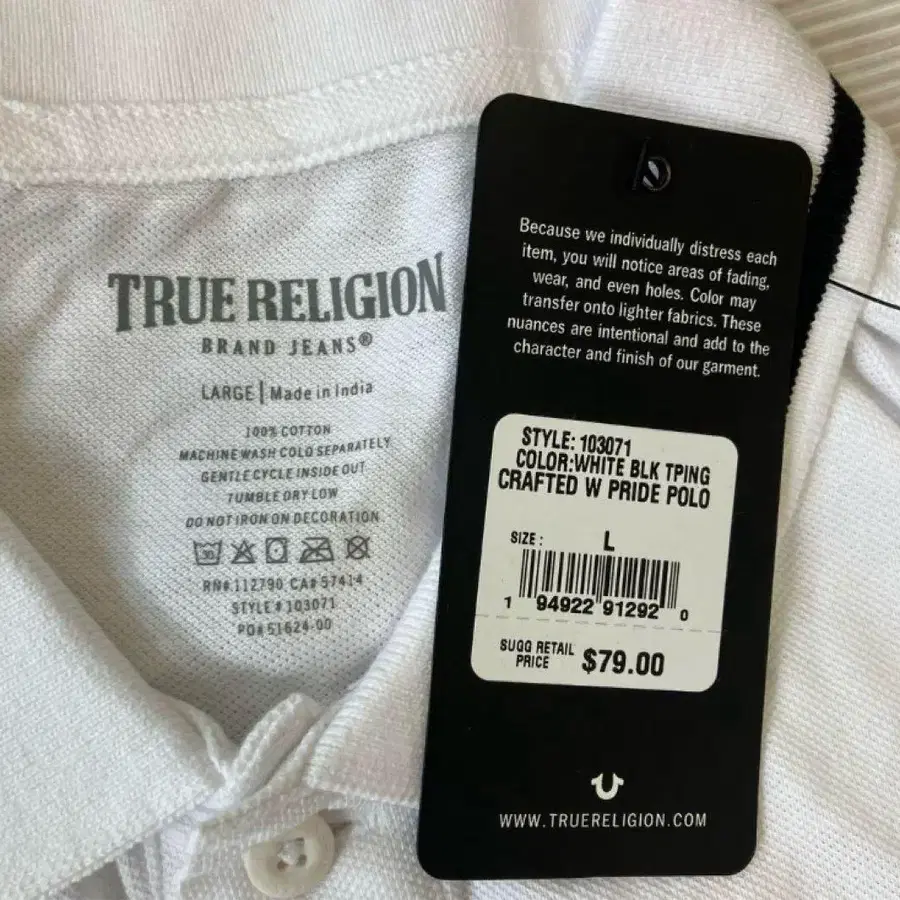 TRUE RELIGION
BRAND JEANS®
LARGE | Made in India
100% COTTON
MACHINE WASH COLD SEPARATELY
GENTLE CYCLE INSIDE OUT
TUMBLE DRY LOW
DO NOT IRON ON DECORATION
30
RN# 112790 CA# 57414
STYLE # 103071
PO# 51624-00
Because we individually distress each
item, you will notice areas of fading,
wear, and even holes. Color may
transfer onto lighter fabrics. These
nuances are intentional and add to the
character and finish of our garment.
STYLE: 103071
COLOR:WHITE BLK TPING
CRAFTED W PRIDE POLO
SIZE : L
1 94922 91292 0
SUGG RETAIL
PRICE $79.00
WWW.TRUERELIGION.COM